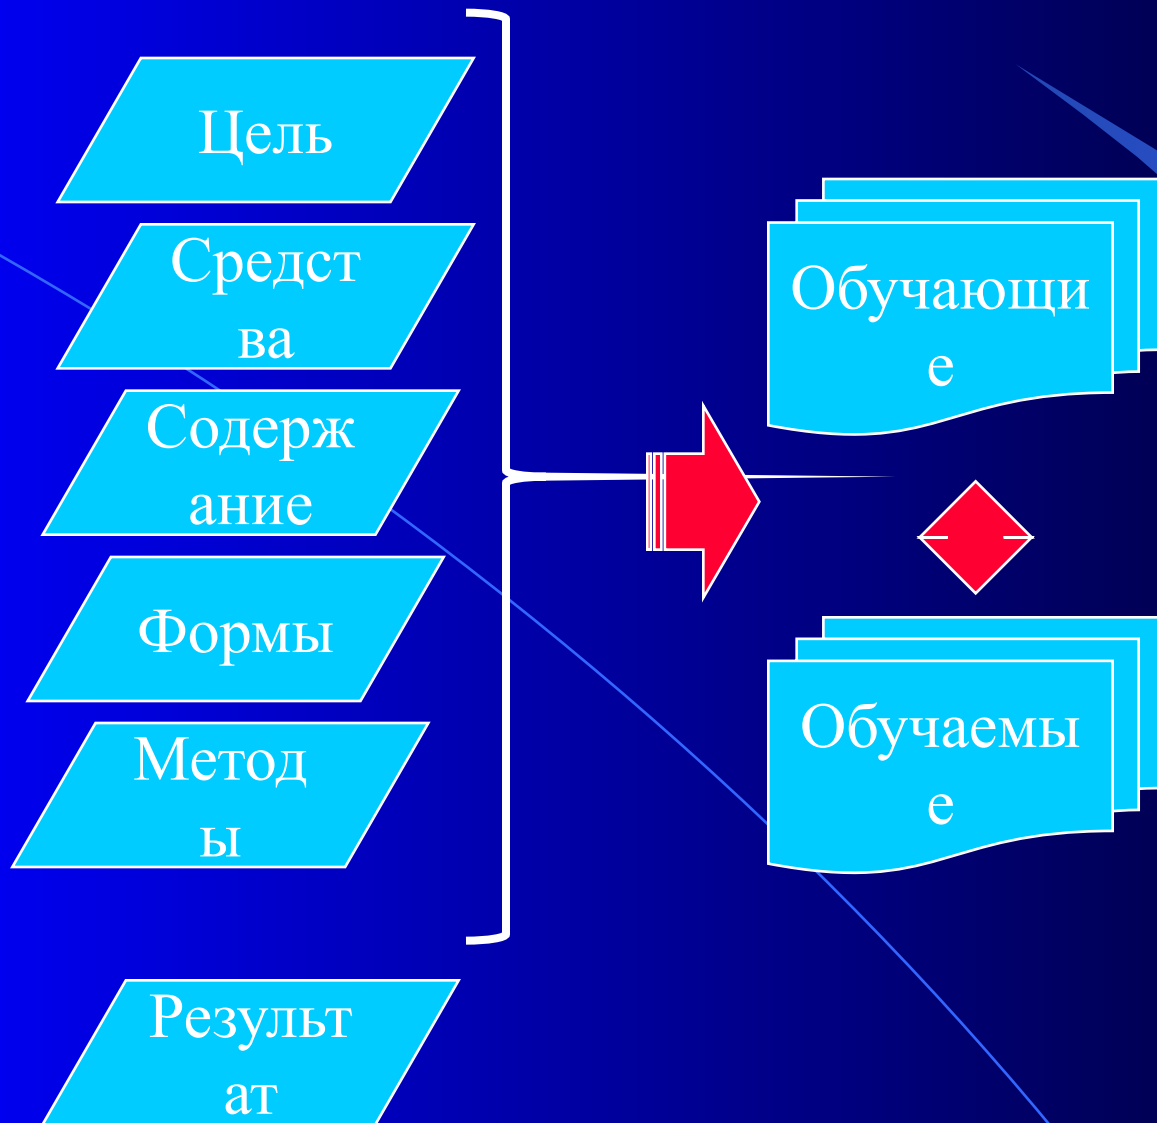 Цель
Средст
ва
Содерж
ание
Формы
Метод
ы
Результ
ат
Обучающи
е
Обучаемы
е